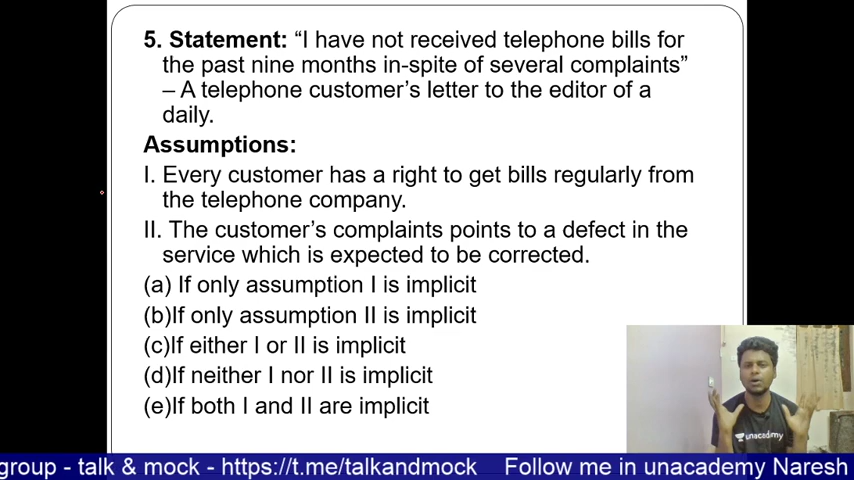 5. Statement: “I have not received telephone bills for
the past nine months in-spite of several complaints”
– A telephone customer’s letter to the editor of a
daily.
Assumptions:
I. Every customer has a right to get bills regularly from
the telephone company.
II. The customer’s complaints points to a defect in the
service which is expected to be corrected.
(a) If only assumption I is implicit
(b)If only assumption II is implicit
(c)If either I or II is implicit
(d)If neither I nor II is implicit
(e)If both I and II are implicit
unacademy
group - talk & mock - https://t.me/talkandmock Follow me in unacademy Naresh